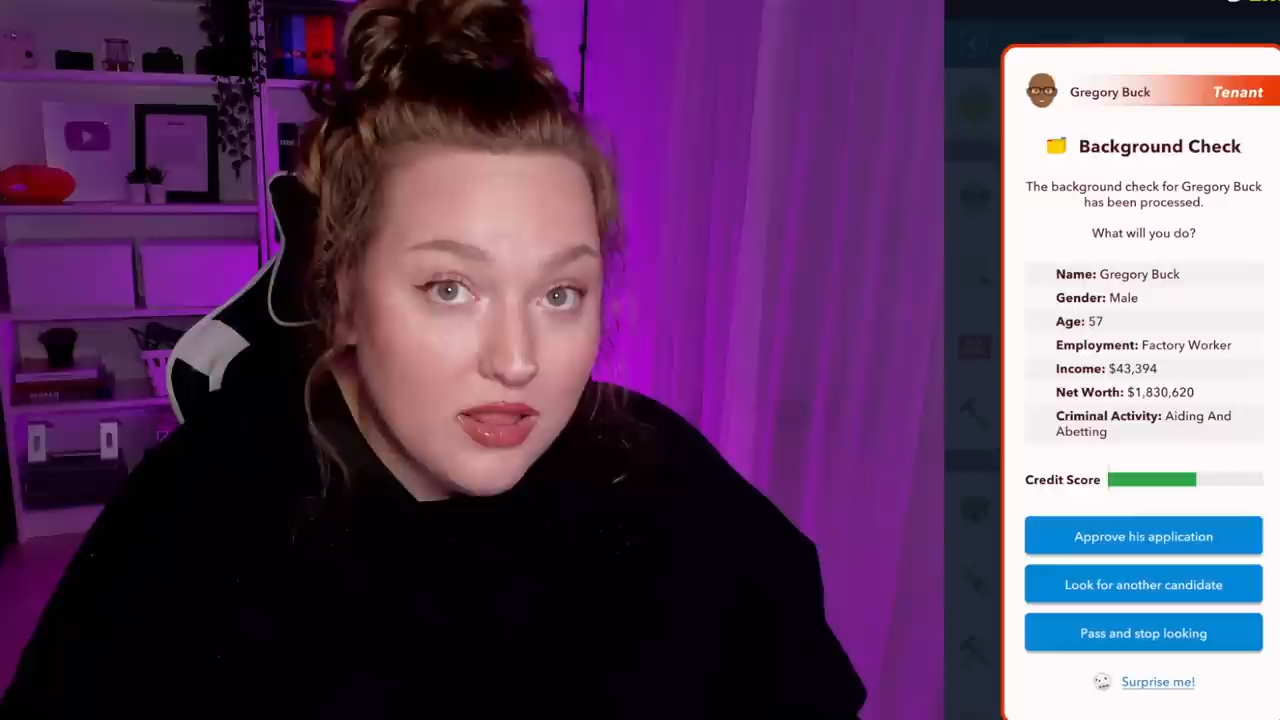 Gregory Buck
Tenant
Background Check
The background check for Gregory Buck
has been processed.
What will you do?
Name: Gregory Buck
Gender: Male
Age: 57
Employment: Factory Worker
Income: $43,394
Net Worth: $1,830,620
Criminal Activity: Aiding And
Abetting
Credit Score
Approve his application
Look for another candidate
Pass and stop looking
Surprise me!